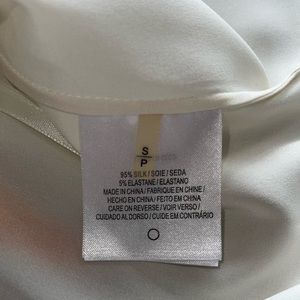 S
P
95% SILK / SOIE / SEDA
5% ELASTANE / ELASTANO
MADE IN CHINA / FABRIQUE EN CHINE /
HECHO EN CHINA / FEITO EM CHINA
CARE ON REVERSE / VOIR VERSO /
CUIDADO AL DORSO / CUIDE EM CONTRÁRIO